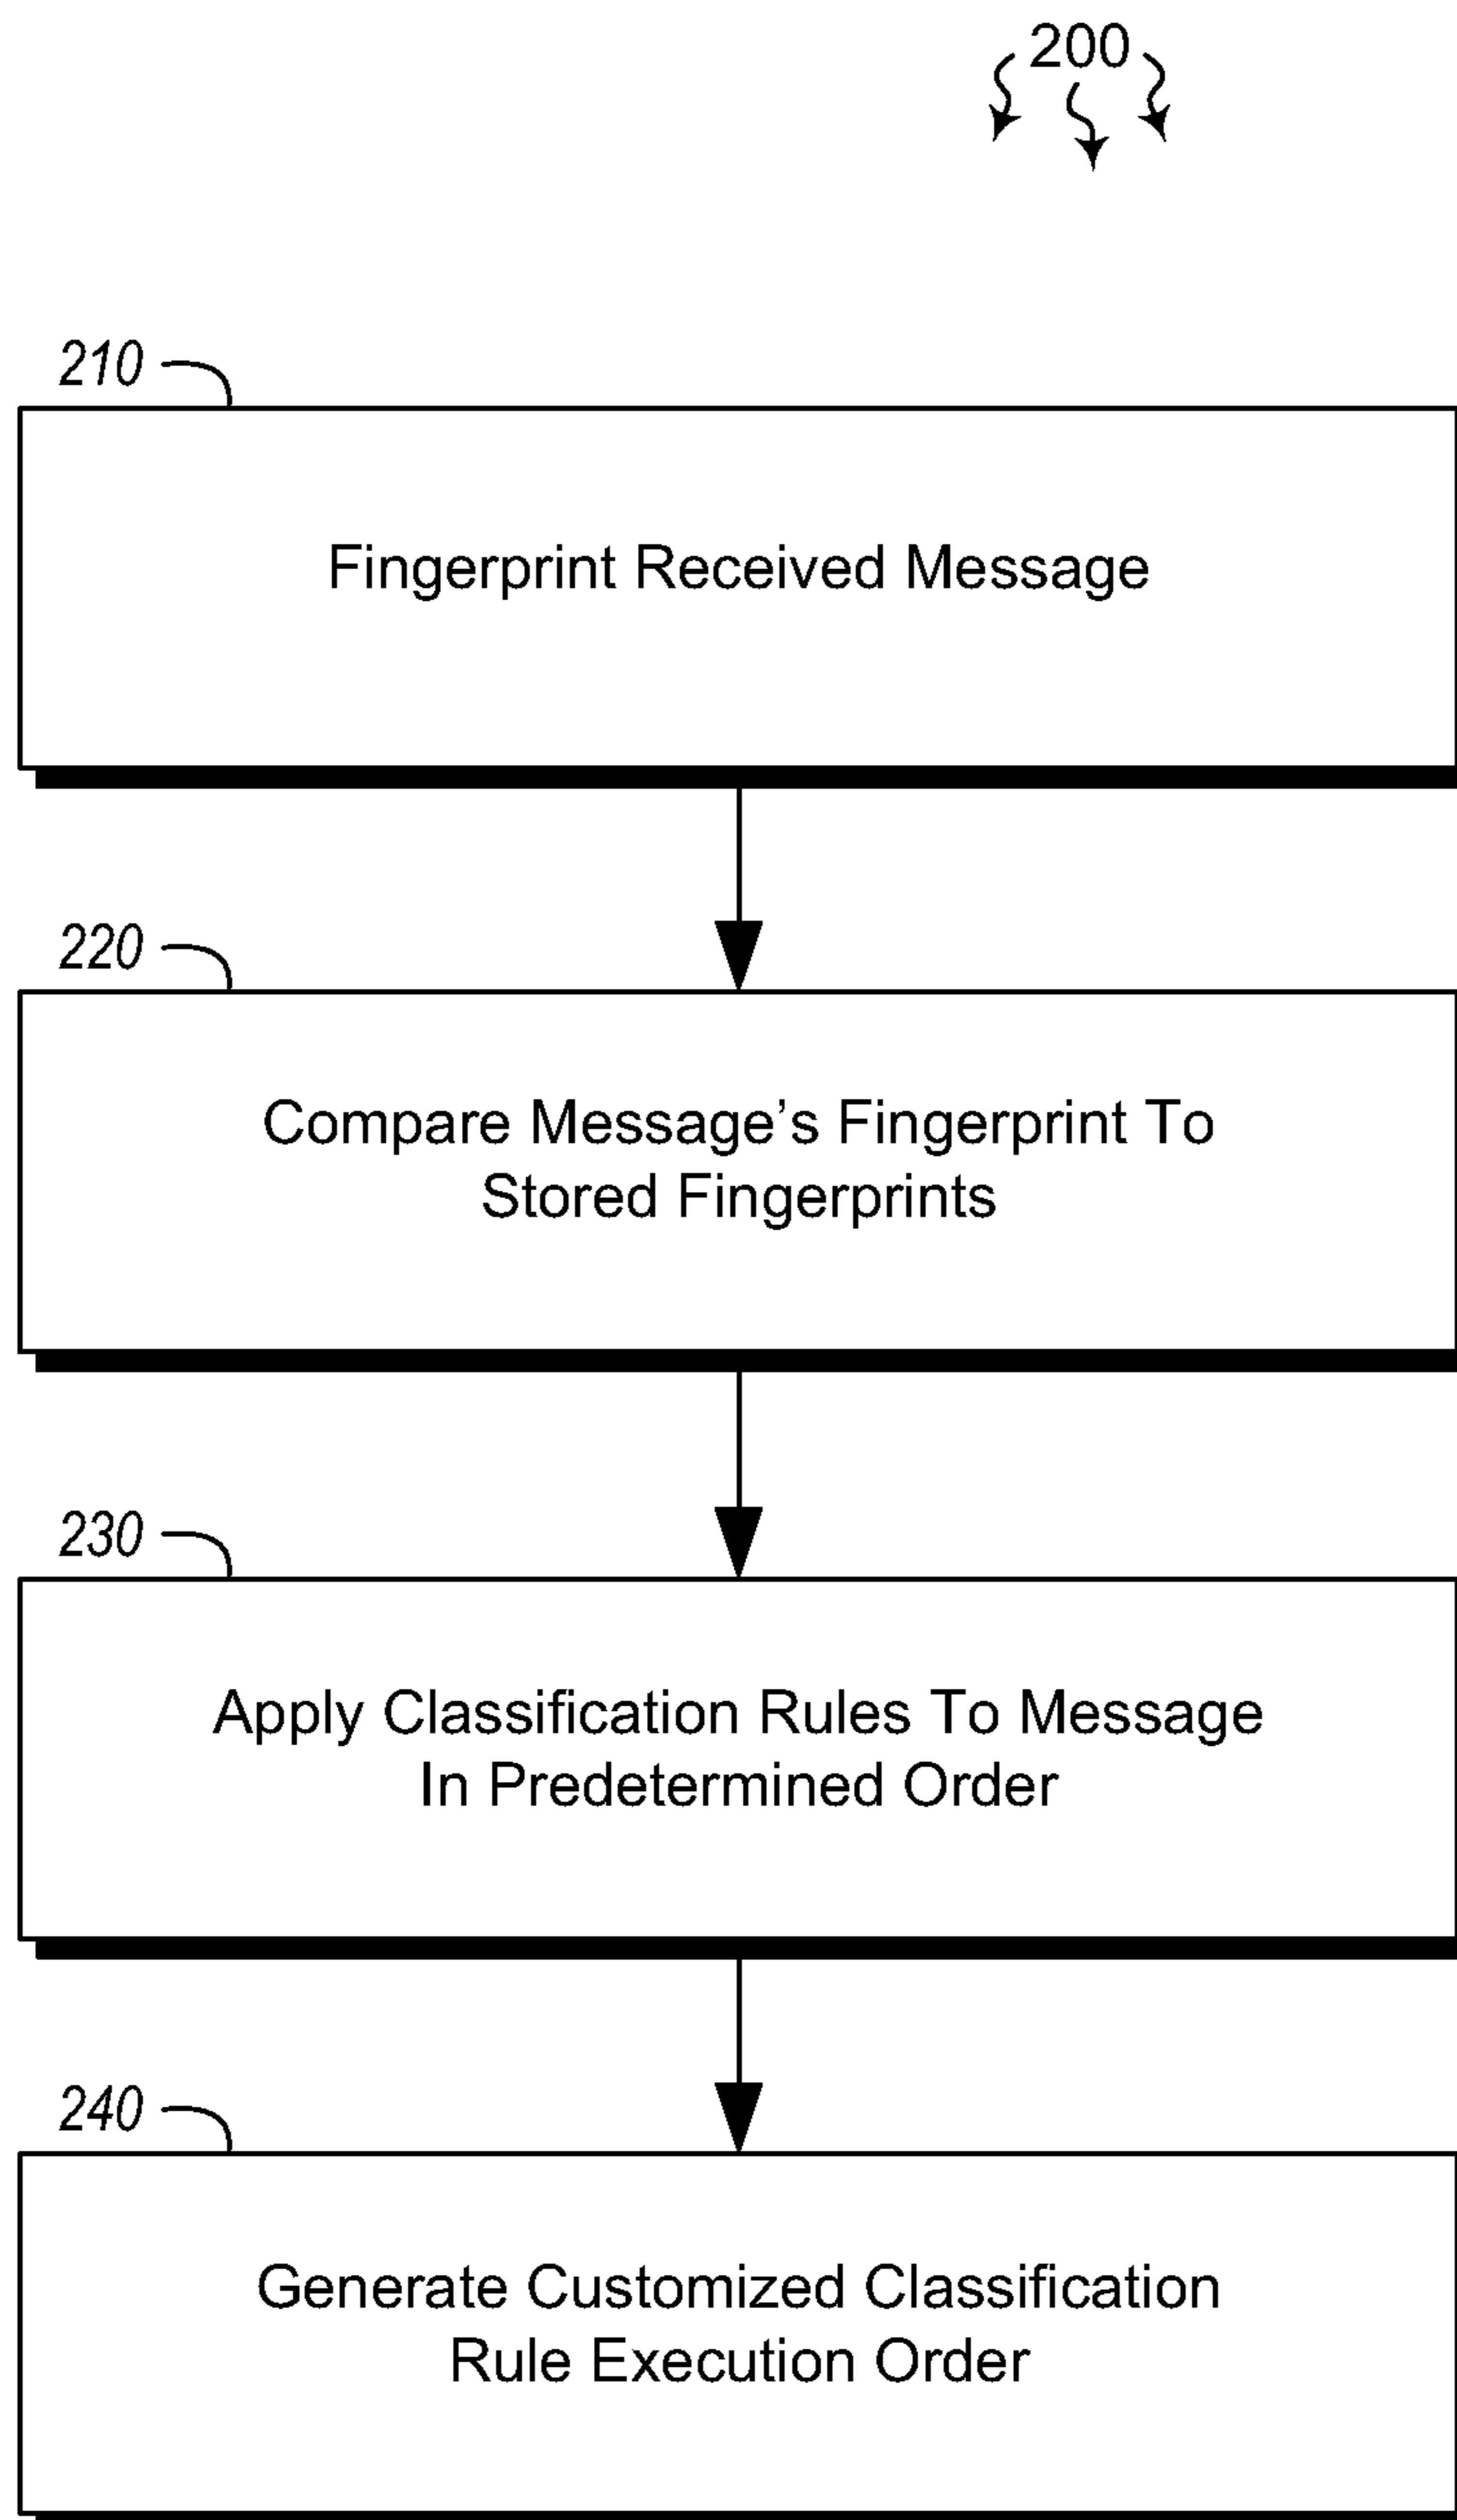 200
210
Fingerprint Received Message
220
Compare Message’s Fingerprint To
Stored Fingerprints
230
Apply Classification Rules To Message
In Predetermined Order
240
Generate Customized Classification
Rule Execution Order